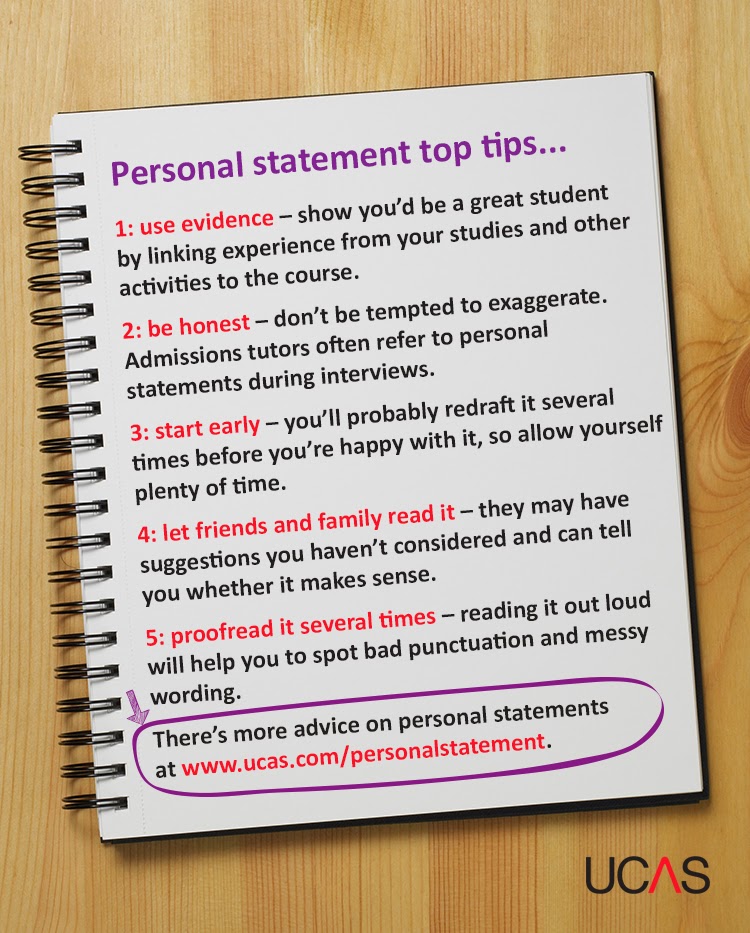 Personal statement top tips...
1: use evidence – show you’d be a great student
by linking experience from your studies and other
activities to the course.
2: be honest – don’t be tempted to exaggerate.
Admissions tutors often refer to personal
statements during interviews.
3: start early – you’ll probably redraft it several
times before you’re happy with it, so allow yourself
plenty of time.
4: let friends and family read it – they may have
suggestions you haven’t considered and can tell
you whether it makes sense.
5: proofread it several times – reading it out loud
will help you to spot bad punctuation and messy
wording.
There’s more advice on personal statements
at www.ucas.com/personalstatement.
UCAS